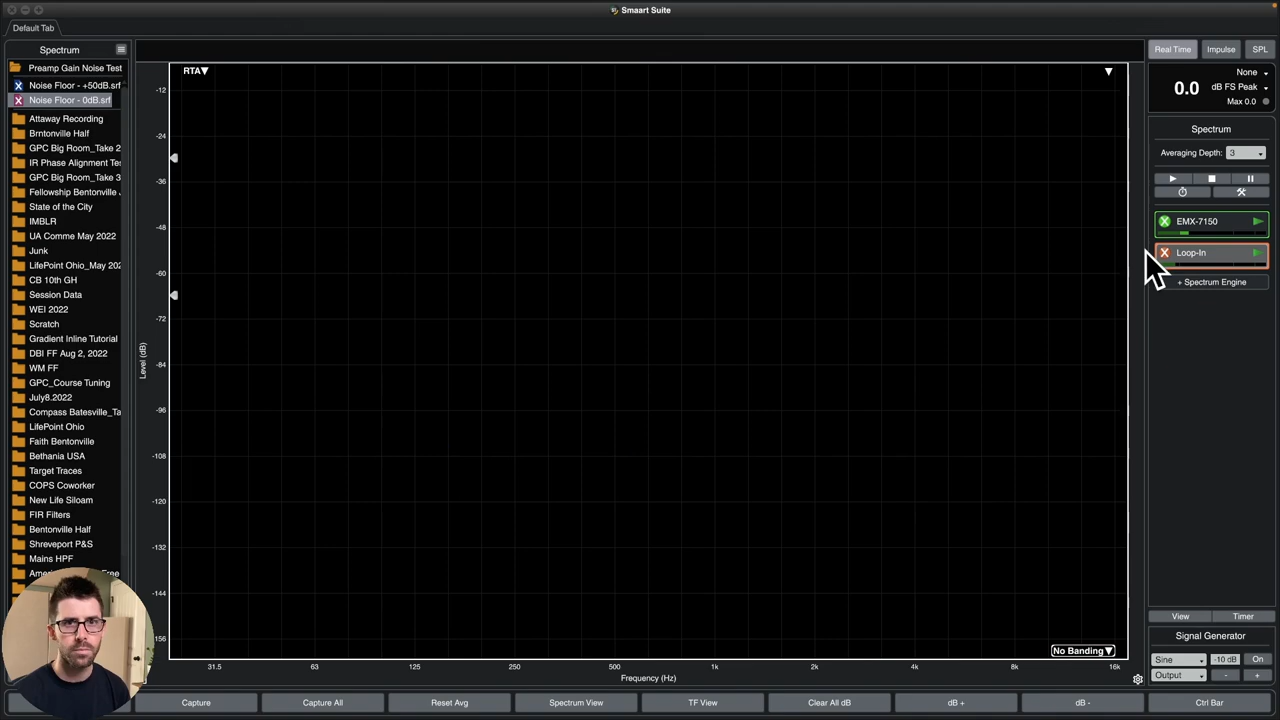 Smaart Suite
Default Tab
Spectrum
Preamp Gain Noise Test
Noise Floor - +50dB.srf
Noise Floor - 0dB.srf
Attaway Recording
Brntonville Half
GPC Big Room_Take 2
IR Phase Alignment Te
GPC Big Room_Take 3
Fellowship Bentonville
State of the City
IMBLR
UA Comme May 2022
Junk
LifePoint Ohio_May 202
CB 10th GH
Session Data
WEI 2022
Scratch
Gradient Inline Tutorial
DBI FF Aug 2, 2022
WM FF
GPC_Course Tuning
July8.2022
Compass Batesville_Ta
LifePoint Ohio
Faith Bentonville
Bethania USA
Target Traces
COPS Coworker
New Life Siloam
FIR Filters
Bentonville Half
Shreveport P&S
Mains HPF
RTA
Level (dB)
-12
-24
-36
-48
-60
-72
-84
-96
-108
-120
-132
-144
156
31.5 63 125 250 500 1k 2k 4k 8k 16k
Frequency (Hz)
No Banding
Real Time Impulse SPL
None
0.0 dB FS Peak
Max 0.0
Spectrum
Averaging Depth: 3
EMX-7150
Loop-In
+ Spectrum Engine
View Timer
Signal Generator
Sine -10 dB On
Output - +
Capture Capture All Reset Avg Spectrum View TF View Clear All dB dB + dB - Ctrl Bar